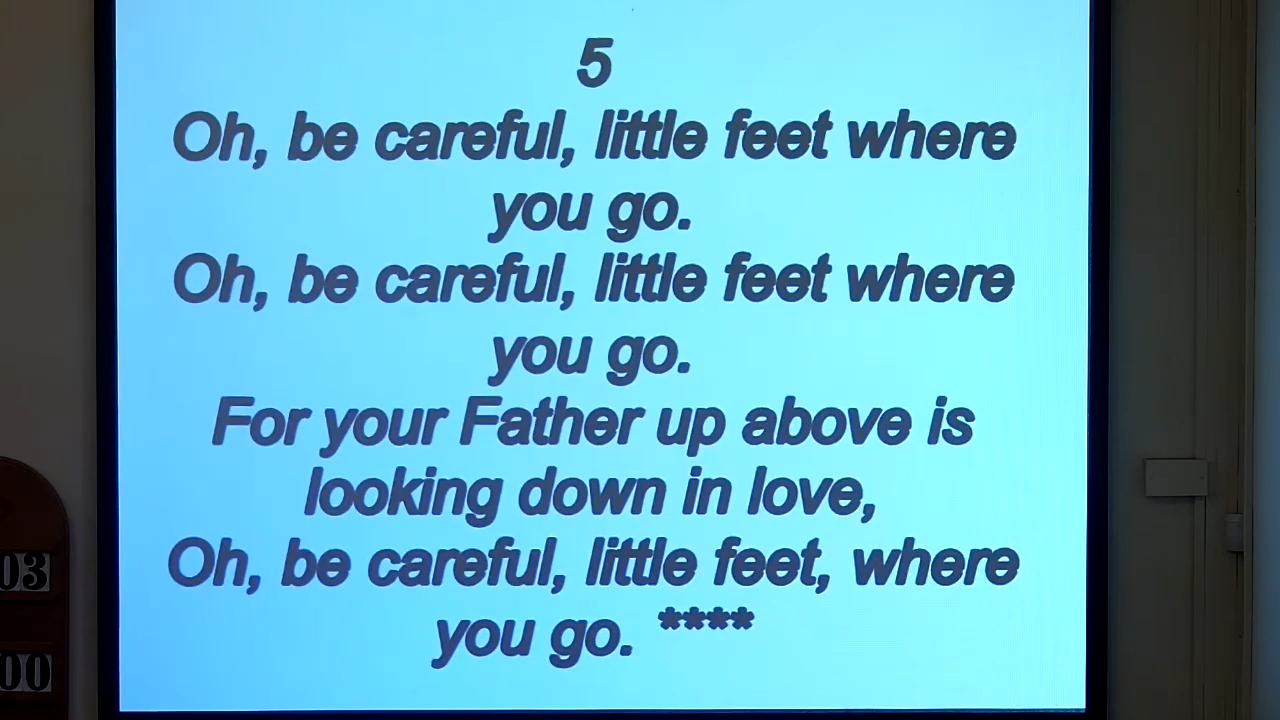 5
Oh, be careful, little feet where
you go.
Oh, be careful, little feet where
you go.
For your Father up above is
looking down in love,
Oh, be careful, little feet, where
you go. ****
03
00